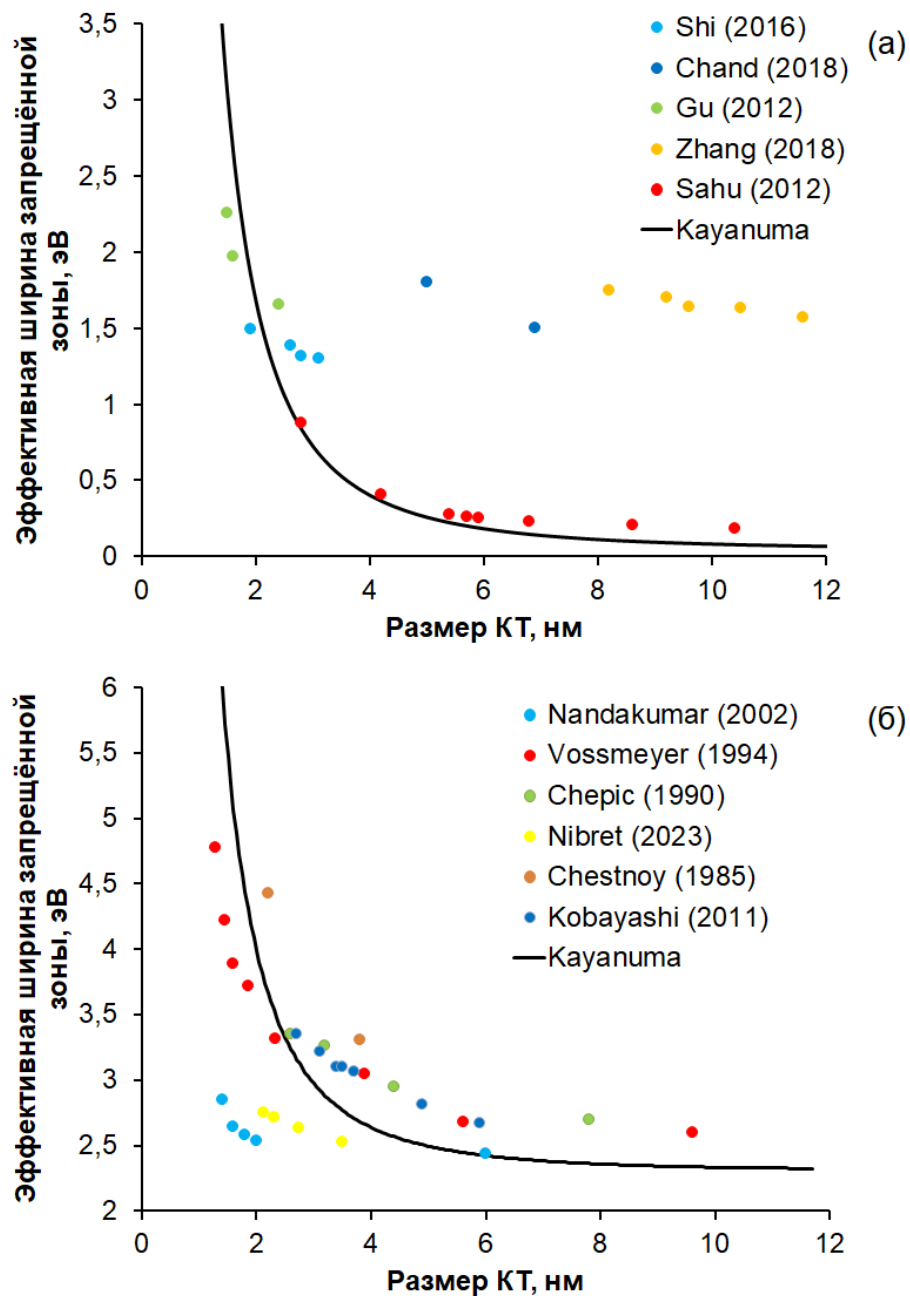 3,5
3
2,5
2
1,5
1
0,5
0
0
2
4
6
8
10
12
Эффективная ширина запрещённой
зоны, эВ
Размер КТ, нм
Shi (2016)
Chand (2018)
Gu (2012)
Zhang (2018)
Sahu (2012)
Kayanuma
(а)
6
5,5
5
4,5
4
3,5
3
2,5
2
0
2
4
6
8
10
12
Эффективная ширина запрещённой
зоны, эВ
Размер КТ, нм
Nandakumar (2002)
Vossmeyer (1994)
Chepic (1990)
Nibret (2023)
Chestnoy (1985)
Kobayashi (2011)
Kayanuma
(б)